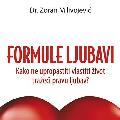 Dr. Zoran Milivojević
FORMULE LJUBAVI
Kako ne upropastiti vlastiti život
tražeći pravu ljubav?